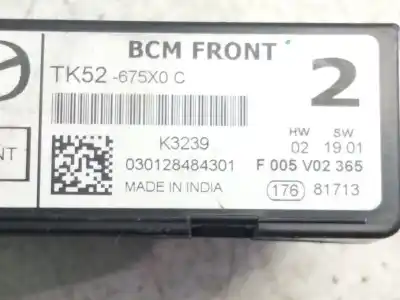 BCM FRONT
TK52 -675X0 C
2
K3239
030128484301
MADE IN INDIA
HW SW
02 19 01
F 005 V02 365
176 81713
NT